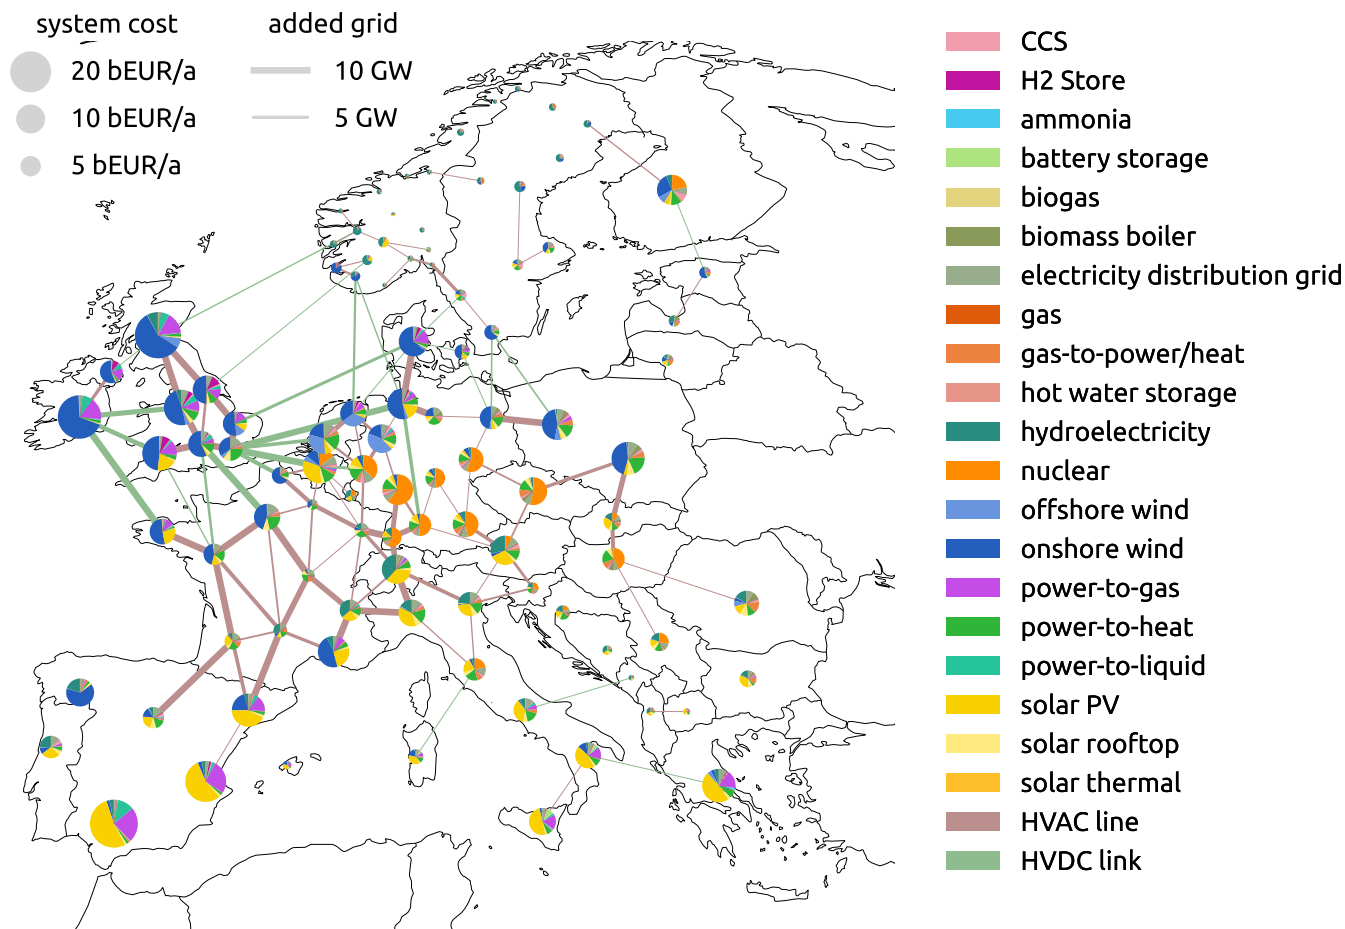 system cost
20 bEUR/a
10 bEUR/a
5 bEUR/a
added grid
10 GW
5 GW
CCS
H2 Store
ammonia
battery storage
biogas
biomass boiler
electricity distribution grid
gas
gas-to-power/heat
hot water storage
hydroelectricity
nuclear
offshore wind
onshore wind
power-to-gas
power-to-heat
power-to-liquid
solar PV
solar rooftop
solar thermal
HVAC line
HVDC link